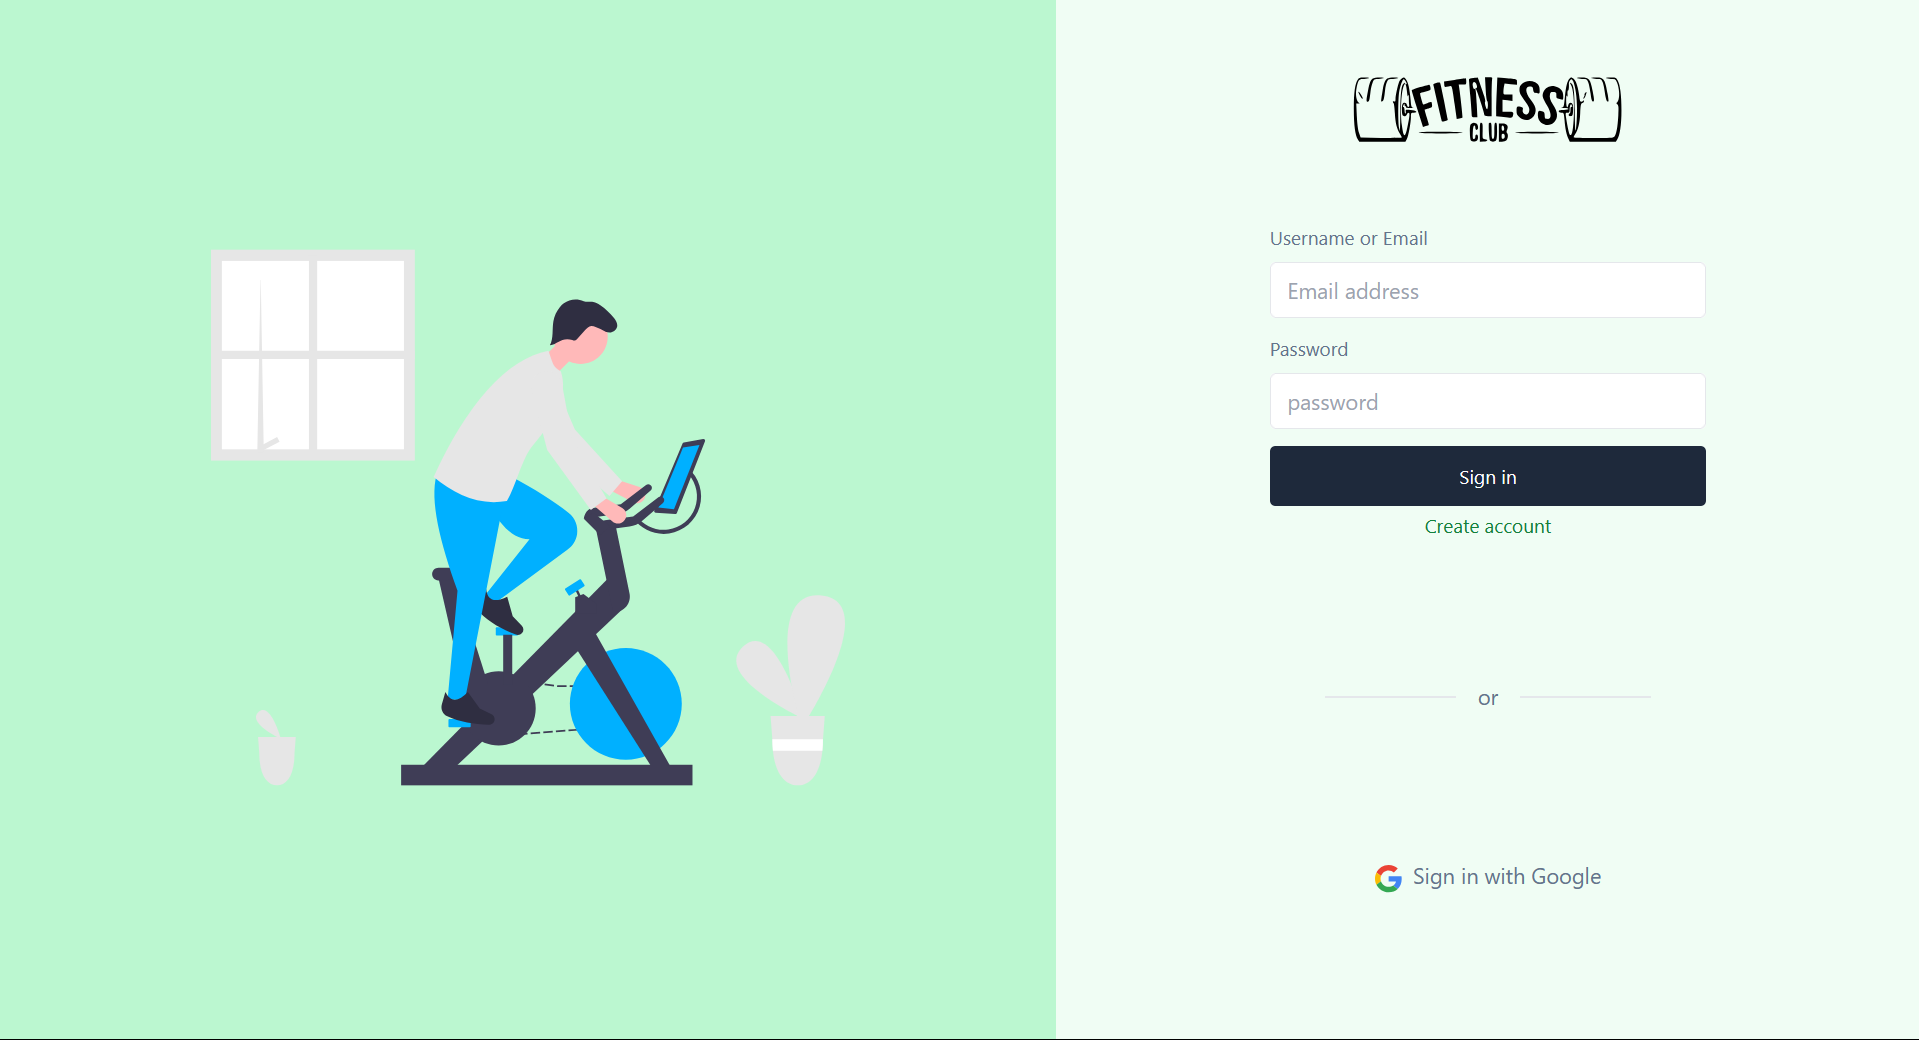 FITNESS
CLUB
Username or Email
Email address
Password
password
Sign in
Create account
or
Sign in with Google